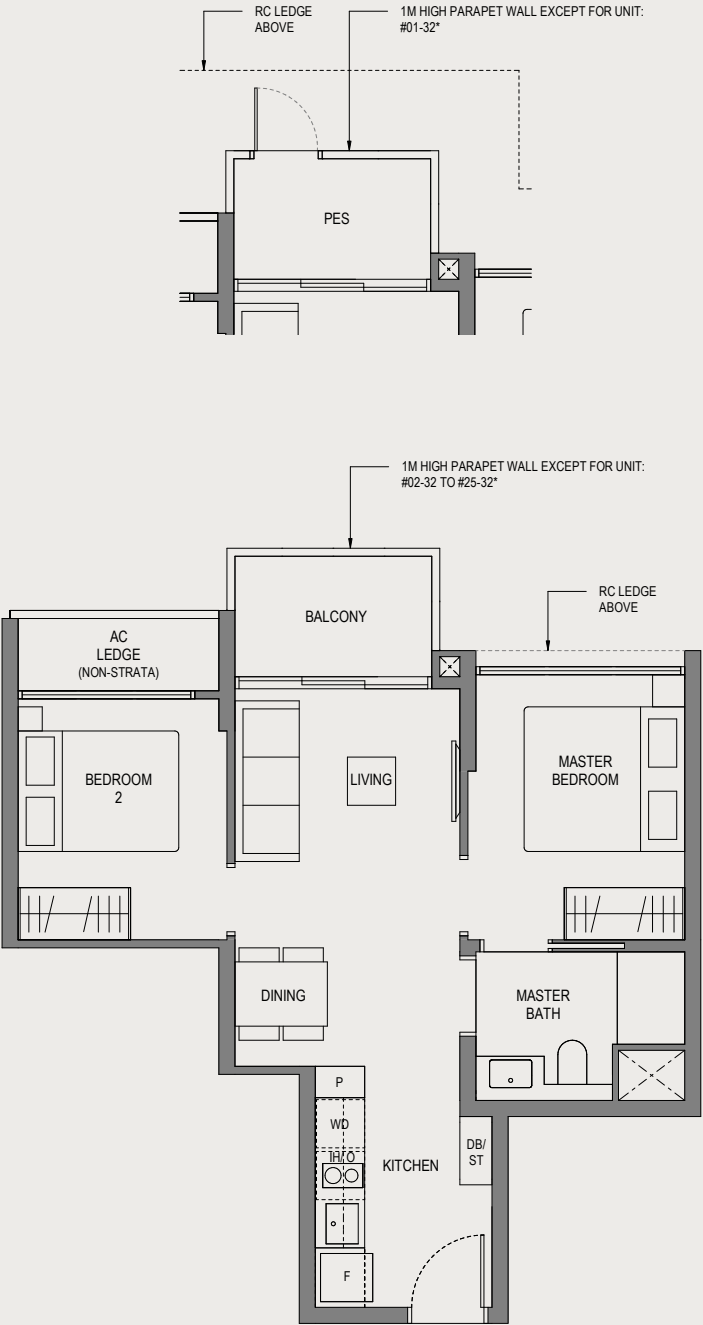 RC LEDGE
ABOVE
1M HIGH PARAPET WALL EXCEPT FOR UNIT:
#01-32*
PES
1M HIGH PARAPET WALL EXCEPT FOR UNIT:
#02-32 TO #25-32*
RC LEDGE
ABOVE
BALCONY
AC
LEDGE
(NON-STRATA)
BEDROOM
2
LIVING
MASTER
BEDROOM
DINING
MASTER
BATH
P
WD
IH/O
KITCHEN
DB/
ST
F